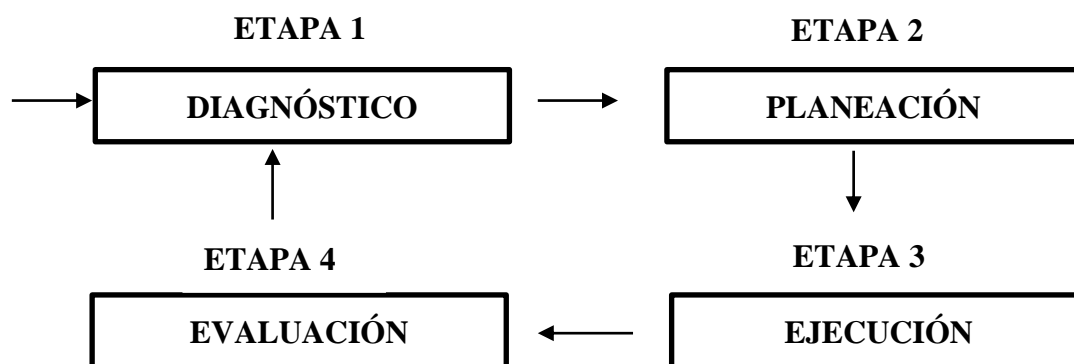 ETAPA 1
DIAGNÓSTICO
ETAPA 2
PLANEACIÓN
ETAPA 3
EJECUCIÓN
ETAPA 4
EVALUACIÓN